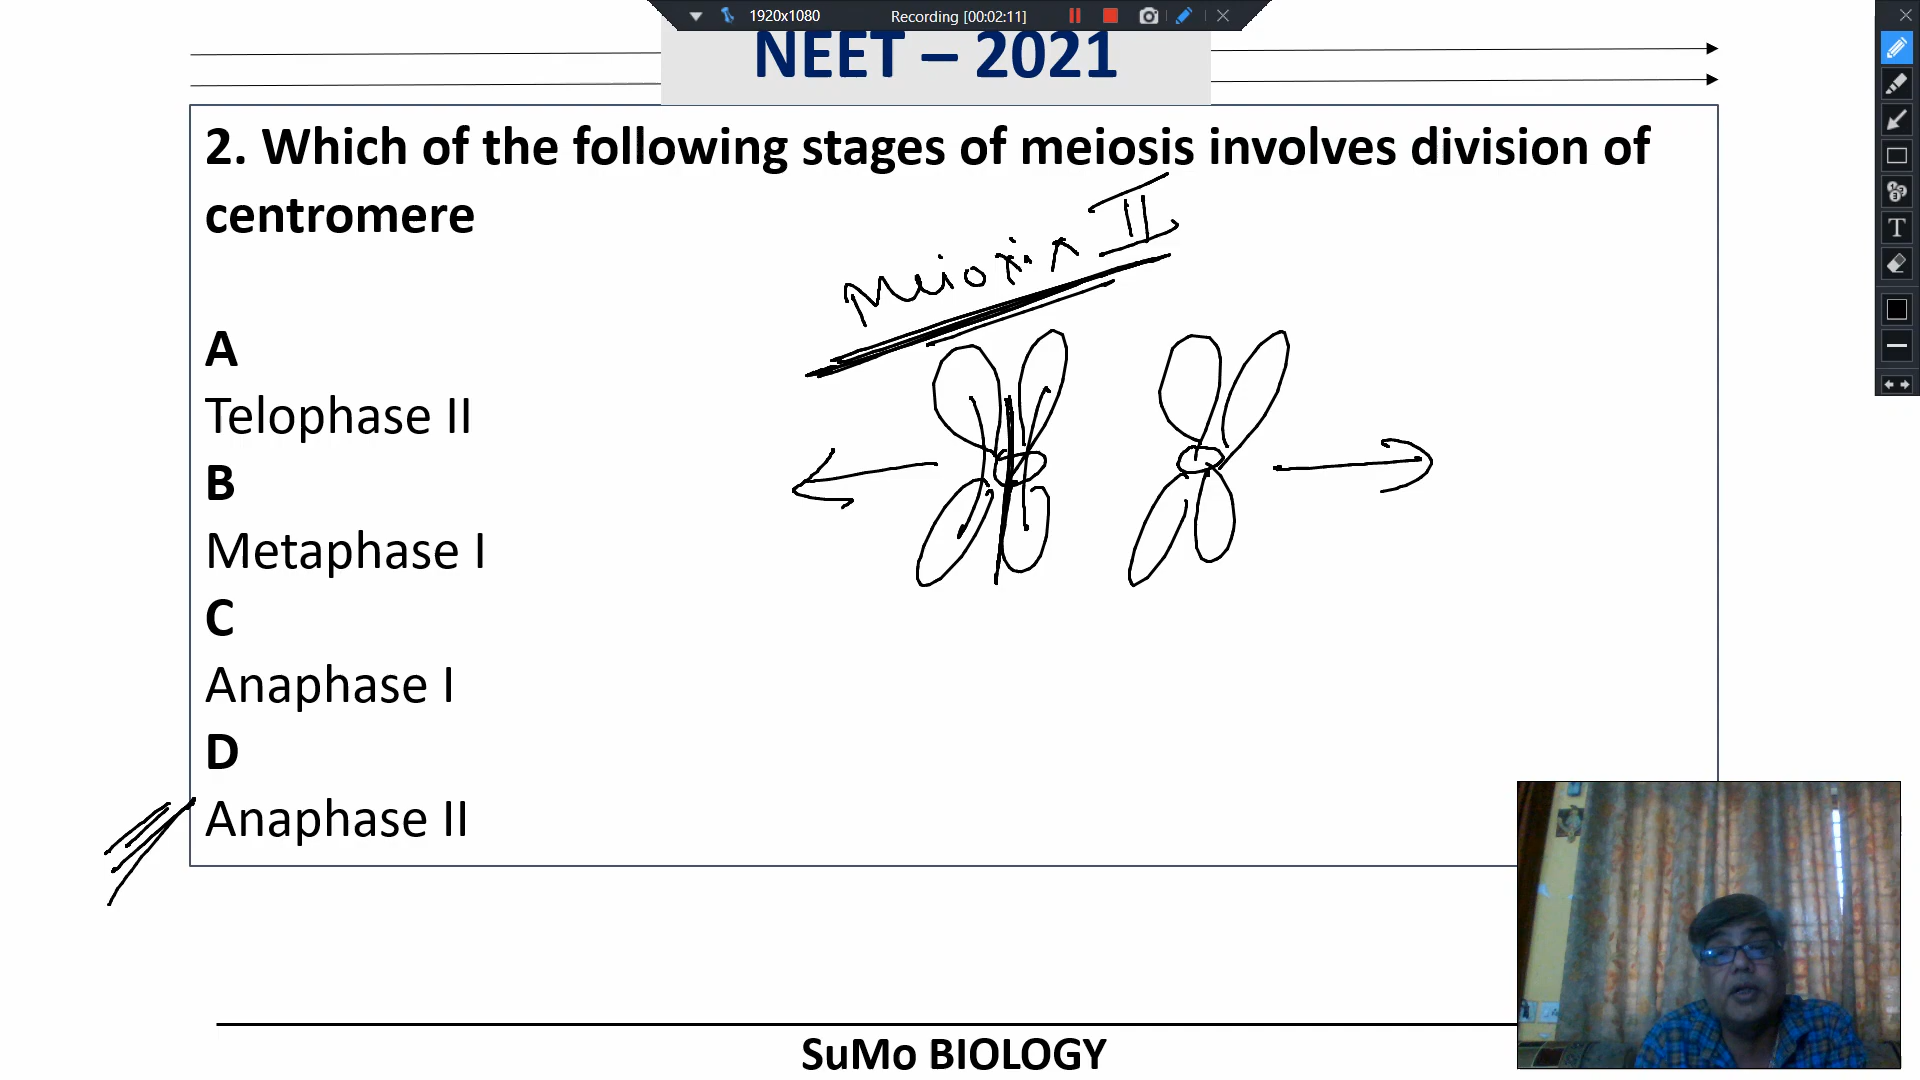 1920x1080
Recording [00:02:11]
NEET – 2021
2. Which of the following stages of meiosis involves division of
centromere
Meiosis II
A
Telophase II
B
Metaphase I
C
Anaphase I
D
Anaphase II
SuMo BIOLOGY